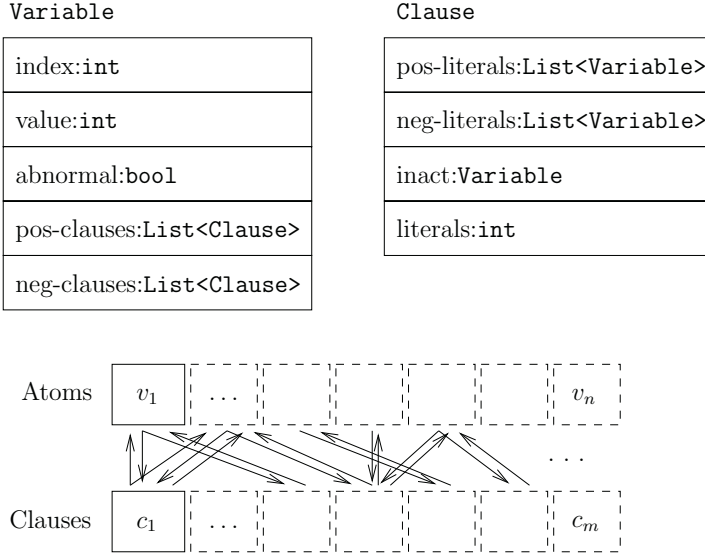 Variable
index:int
value:int
abnormal:bool
pos-clauses:List<Clause>
neg-clauses:List<Clause>
Clause
pos-literals:List<Variable>
neg-literals:List<Variable>
inact:Variable
literals:int
Atoms v₁ ... vₙ
...
Clauses c₁ ... cₘ